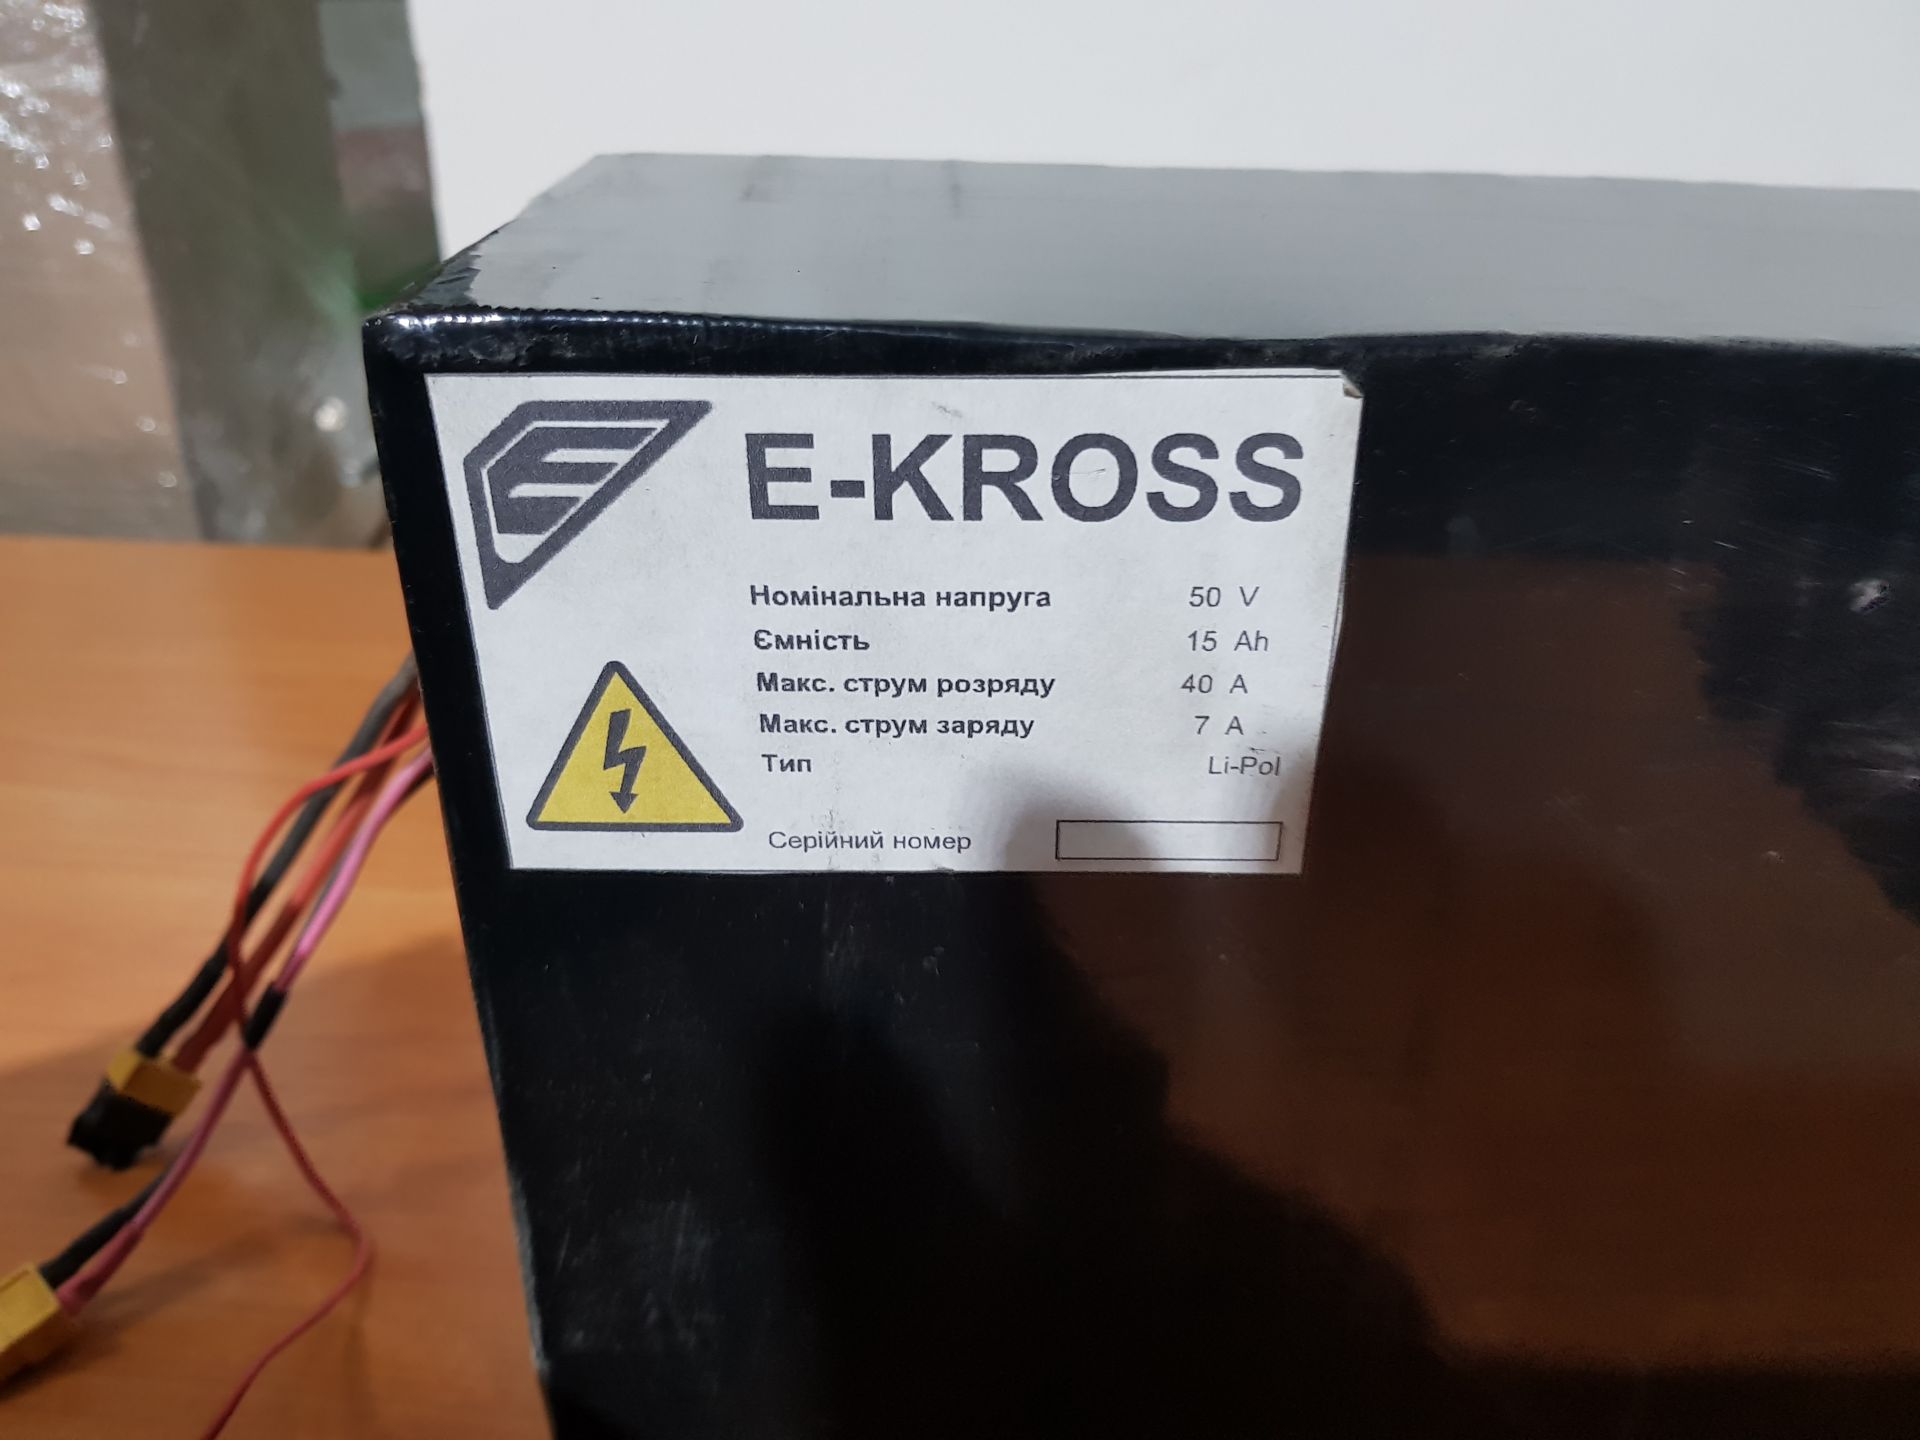 E-KROSS
Номінальна напруга 50 V
Ємність 15 Ah
Макс. струм розряду 40 A
Макс. струм заряду 7 A
Тип Li-Pol
Серійний номер